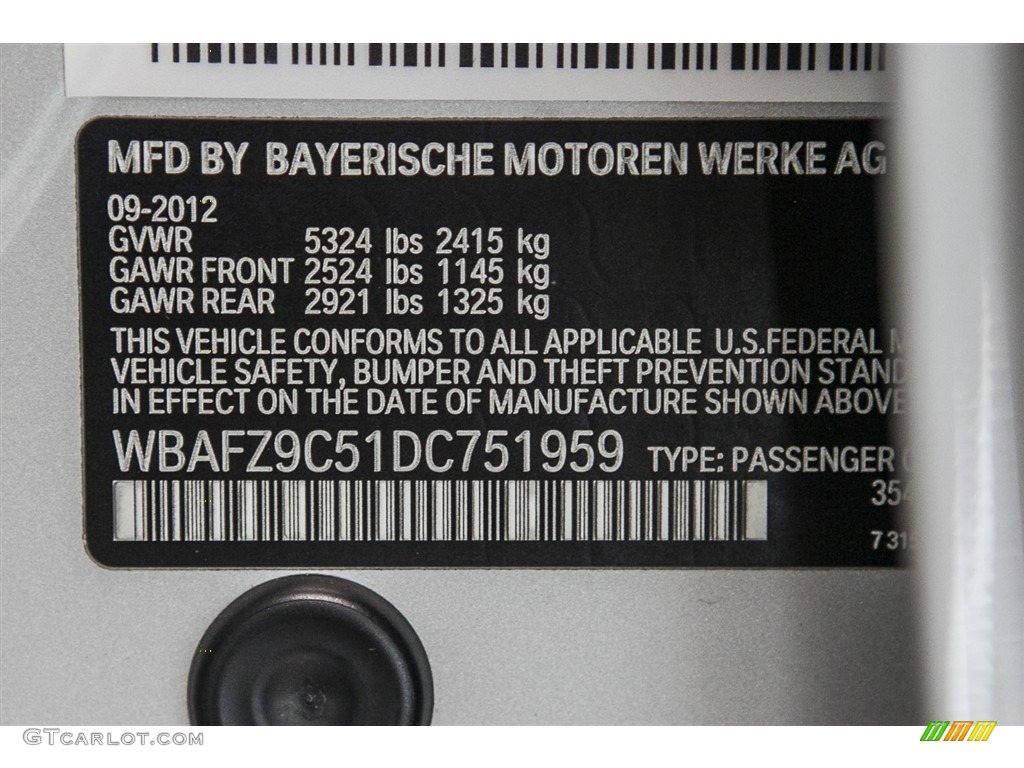 MFD BY BAYERISCHE MOTOREN WERKE AG
09-2012
GVWR 5324 lbs 2415 kg
GAWR FRONT 2524 lbs 1145 kg
GAWR REAR 2921 lbs 1325 kg
THIS VEHICLE CONFORMS TO ALL APPLICABLE U.S.FEDERAL
VEHICLE SAFETY, BUMPER AND THEFT PREVENTION
IN EFFECT ON THE DATE OF MANUFACTURE SHOWN ABOVE
WBAFZ9C51DC751959 TYPE: PASSENGER
GTCARLOT.COM